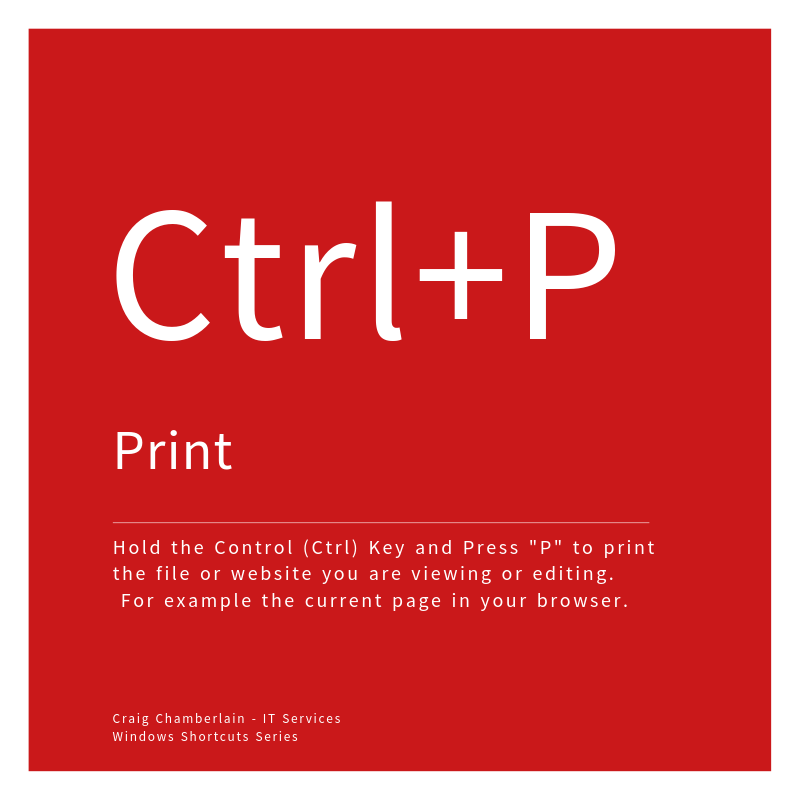 Ctrl+P
Print
Hold the Control (Ctrl) Key and Press "P" to print
the file or website you are viewing or editing.
For example the current page in your browser.
Craig Chamberlain - IT Services
Windows Shortcuts Series